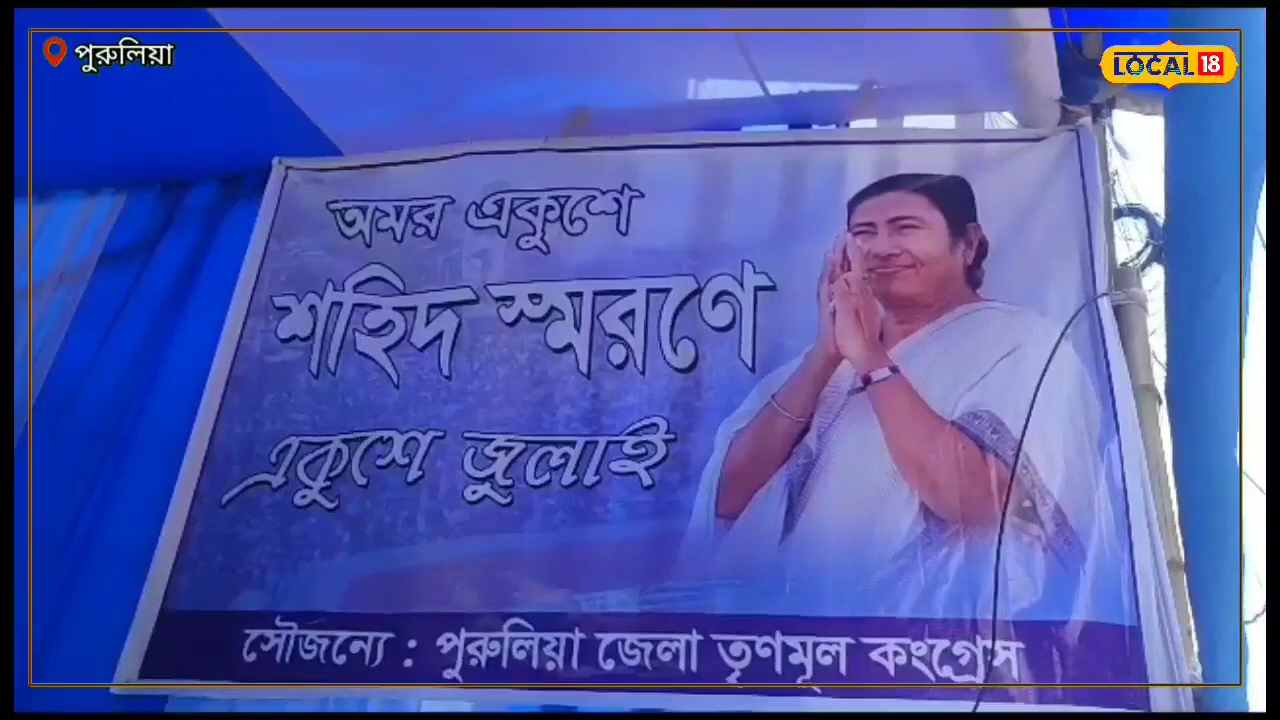 পুরুলিয়া
LOCAL 18
অমর একুশে
শহিদ স্মরণে
একুশে জুলাই
সৌজন্যে : পুরুলিয়া জেলা তৃণমূল কংগ্রেস